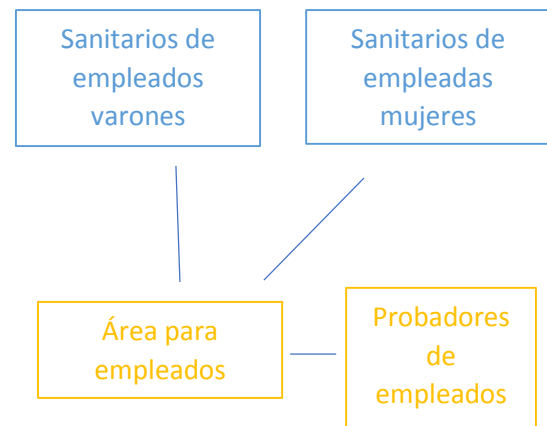 Sanitarios de
empleados
varones
Sanitarios de
empleadas
mujeres
Área para
empleados
Probadores
de
empleados